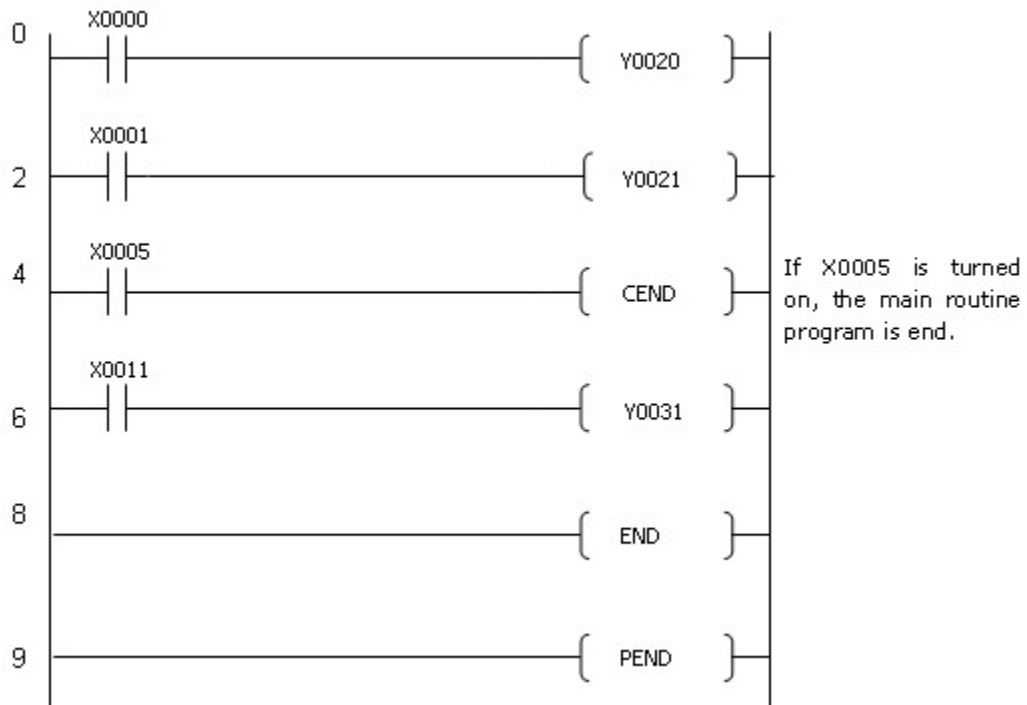 X0000
0
Y0020
X0001
2
Y0021
X0005
4
CEND
If X0005 is turned
on, the main routine
program is end.
X0011
6
Y0031
8
END
9
PEND